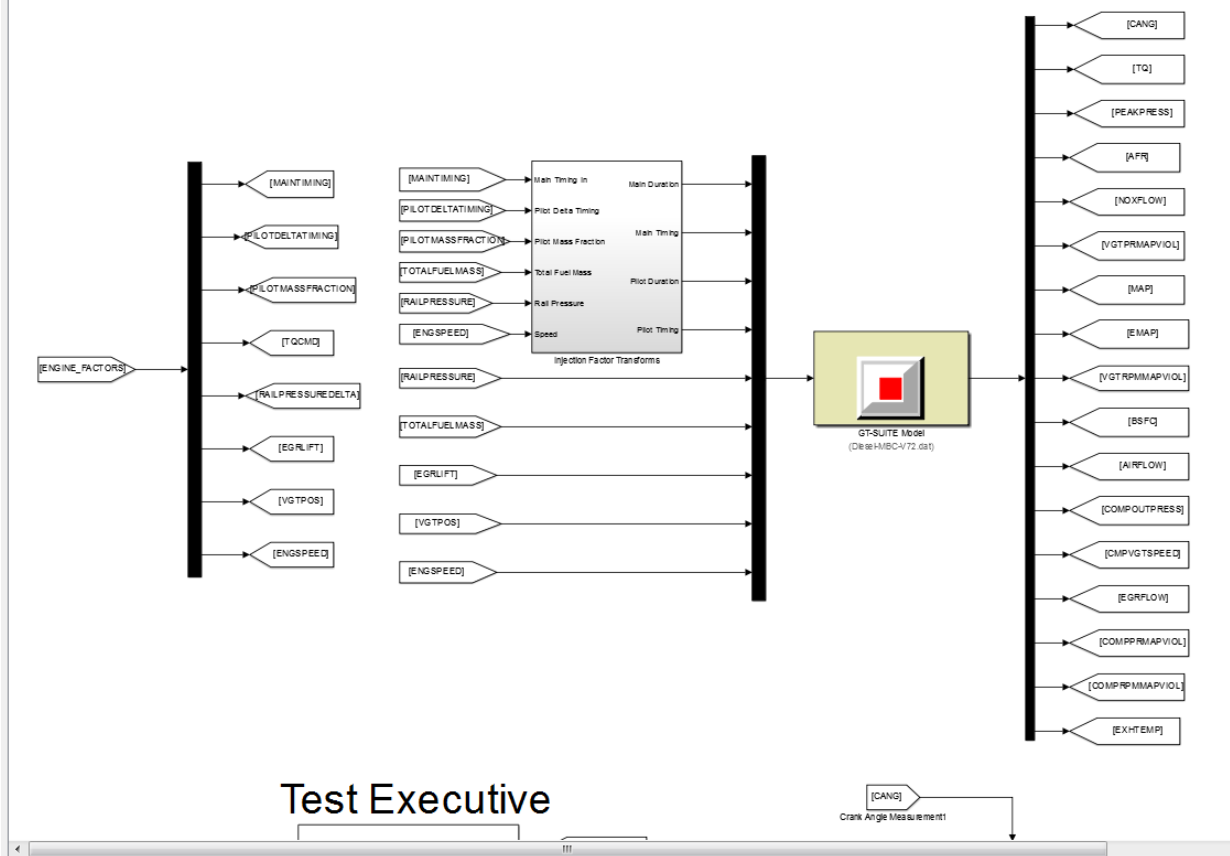 [ENGINE_FACTORS]
[MAINTIMING]
[PILOTDELTATIMING]
[PILOTMASSFRACTION]
[TQCMD]
[RAILPRESSUREDELTA]
[EGRLIFT]
[VGTPOS]
[ENGSPEED]
[MAINTIMING]
[PILOTDELTATIMING]
[PILOTMASSFRACTION]
[TOTALFUELMASS]
[RAILPRESSURE]
[ENGSPEED]
[RAILPRESSURE]
[TOTALFUELMASS]
[EGRLIFT]
[VGTPOS]
[ENGSPEED]
Main Timing In
Pilot Delta Timing
Pilot Mass Fraction
Total Fuel Mass
Rail Pressure
Speed
Main Duration
Main Timing
Pilot Duration
Pilot Timing
Injection Factor Transforms
GT-SUITE Model
(Diesel-MBC-V72.dat)
[CANG]
[TQ]
[PEAKPRESS]
[AFR]
[NOXFLOW]
[VGTPRMAPVIOL]
[MAP]
[EMAP]
[VGTRPMMAPVIOL]
[BSFC]
[AIRFLOW]
[COMPOUTPRESS]
[CMPVGTSPEED]
[EGRFLOW]
[COMPPRMAPVIOL]
[COMPRPMMAPVIOL]
[EXHTEMP]
Test Executive
[CANG]
Crank Angle Measurement1